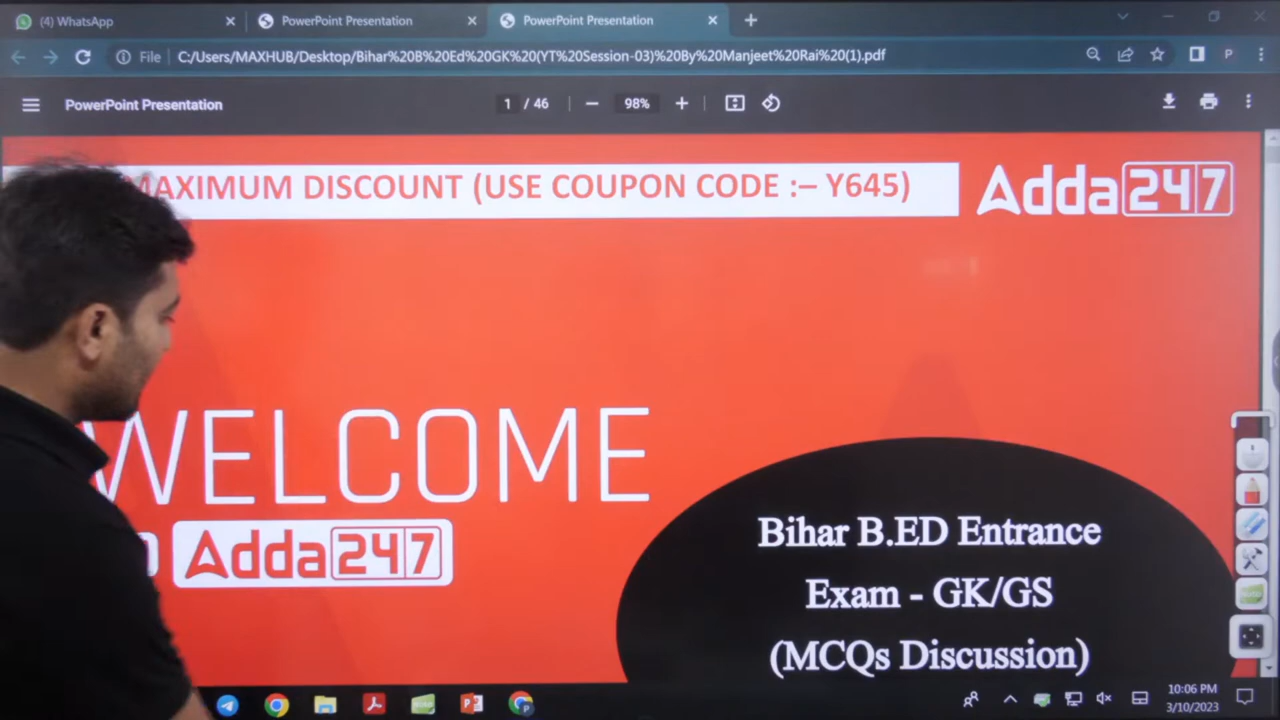 (4) WhatsApp
PowerPoint Presentation
PowerPoint Presentation
File
C:/Users/MAXHUB/Desktop/Bihar%20B%20Ed%20GK%20(YT%20Session-03)%20By%20Manjeet%20Rai%20(1).pdf
P
PowerPoint Presentation
1 / 46
98%
MAXIMUM DISCOUNT (USE COUPON CODE :– Y645)
Adda247
WELCOME
Adda247
Bihar B.ED Entrance
Exam - GK/GS
(MCQs Discussion)
10:06 PM
3/10/2023